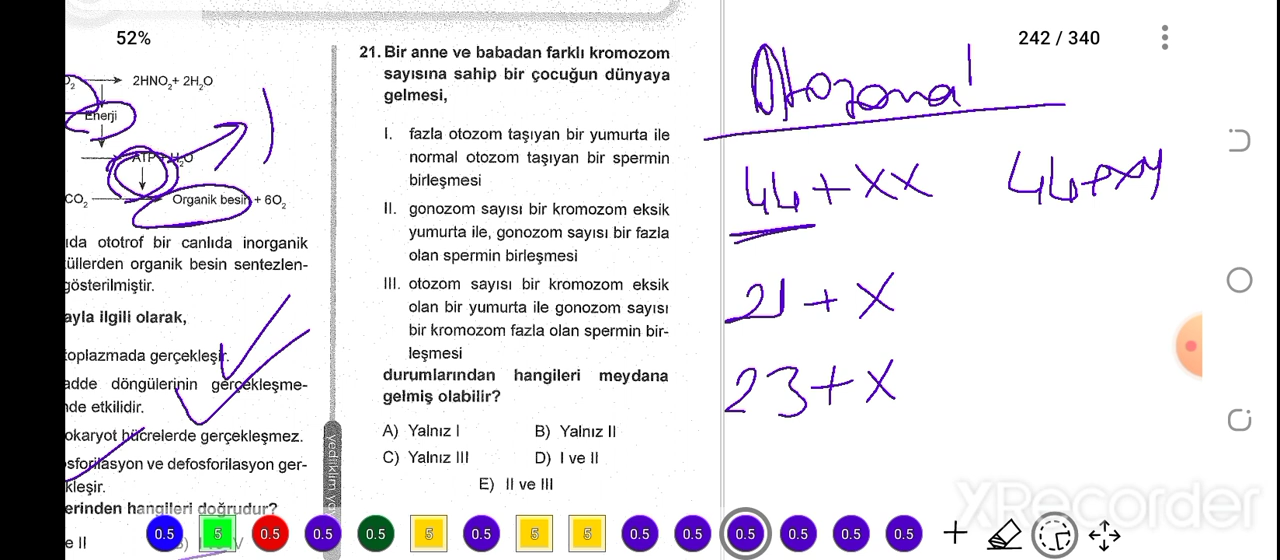 52%
242 / 340
2HNO2+ 2H2O
Enerji
ATP + H2O
CO2
Organik besin + 6O2
ıda ototrof bir canlıda inorganik
küllerden organik besin sentezlen-
gösterilmiştir.
ayla ilgili olarak,
toplazmada gerçekleşir.
adde döngülerinin gerçekleşme-
nde etkilidir.
okaryot hücrelerde gerçekleşmez.
sforilasyon ve defosforilasyon ger-
kleşir.
erinden hangileri doğrudur?
e II
21. Bir anne ve babadan farklı kromozom
sayısına sahip bir çocuğun dünyaya
gelmesi,
I. fazla otozom taşıyan bir yumurta ile
normal otozom taşıyan bir spermin
birleşmesi
II. gonozom sayısı bir kromozom eksik
yumurta ile, gonozom sayısı bir fazla
olan spermin birleşmesi
III. otozom sayısı bir kromozom eksik
olan bir yumurta ile gonozom sayısı
bir kromozom fazla olan spermin bir-
leşmesi
durumlarından hangileri meydana
gelmiş olabilir?
A) Yalnız I B) Yalnız II
C) Yalnız III D) I ve II
E) II ve III
Otozomal
44+XX 44+XY
21+X
23+X
0.5 5 0.5 0.5 0.5 5 0.5 5 5 0.5 0.5 0.5 0.5 0.5 0.5
XRecorder